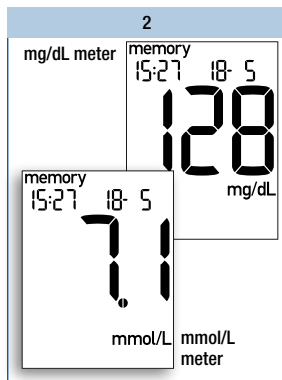 2
mg/dL meter
memory
15:27 18- 5
128
mg/dL
memory
15:27 18- 5
7.1
mmol/L
mmol/L
meter